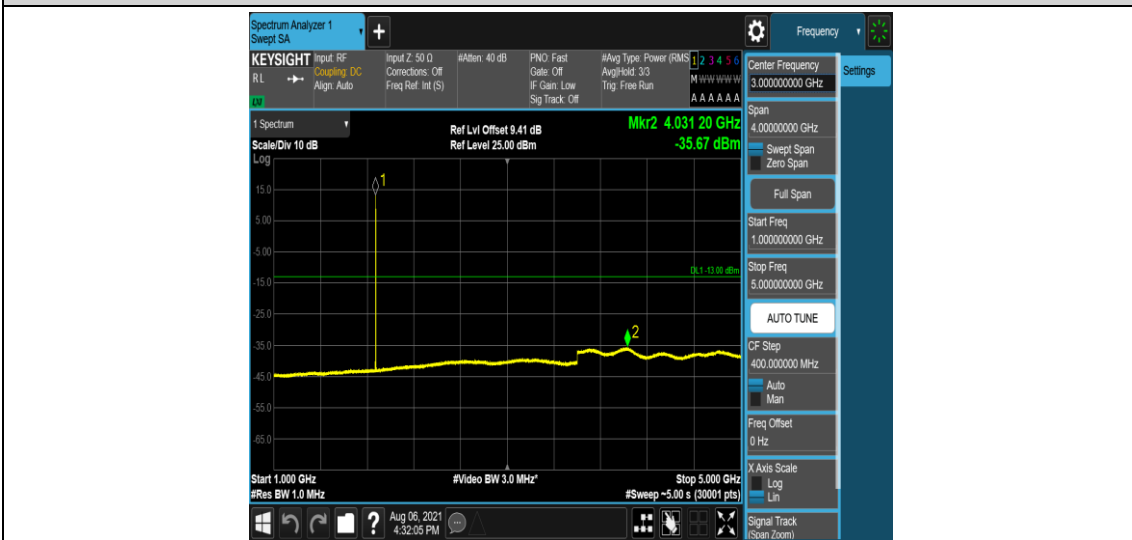 Spectrum Analyzer 1
Swept SA
+
Frequency
KEYSIGHT
RL
LXI
Input: RF
Coupling: DC
Align: Auto
Input Z: 50 Ω
Corrections: Off
Freq Ref: Int (S)
#Atten: 40 dB
PNO: Fast
Gate: Off
IF Gain: Low
Sig Track: Off
#Avg Type: Power (RMS
Avg|Hold: 3/3
Trig: Free Run
1 2 3 4 5 6
M W W W W W
A A A A A A
1 Spectrum
Scale/Div 10 dB
Log
Ref Lvl Offset 9.41 dB
Ref Level 25.00 dBm
Mkr2 4.031 20 GHz
-35.67 dBm
15.0
5.00
-5.00
-15.0
-25.0
-35.0
-45.0
-55.0
-65.0
1
2
DL1 -13.00 dBm
Start 1.000 GHz
#Res BW 1.0 MHz
#Video BW 3.0 MHz*
Stop 5.000 GHz
#Sweep ~5.00 s (30001 pts)
?
Aug 06, 2021
4:32:05 PM
Center Frequency
3.000000000 GHz
Settings
Span
4.00000000 GHz
Swept Span
Zero Span
Full Span
Start Freq
1.000000000 GHz
Stop Freq
5.000000000 GHz
AUTO TUNE
CF Step
400.000000 MHz
Auto
Man
Freq Offset
0 Hz
X Axis Scale
Log
Lin
Signal Track
(Span Zoom)